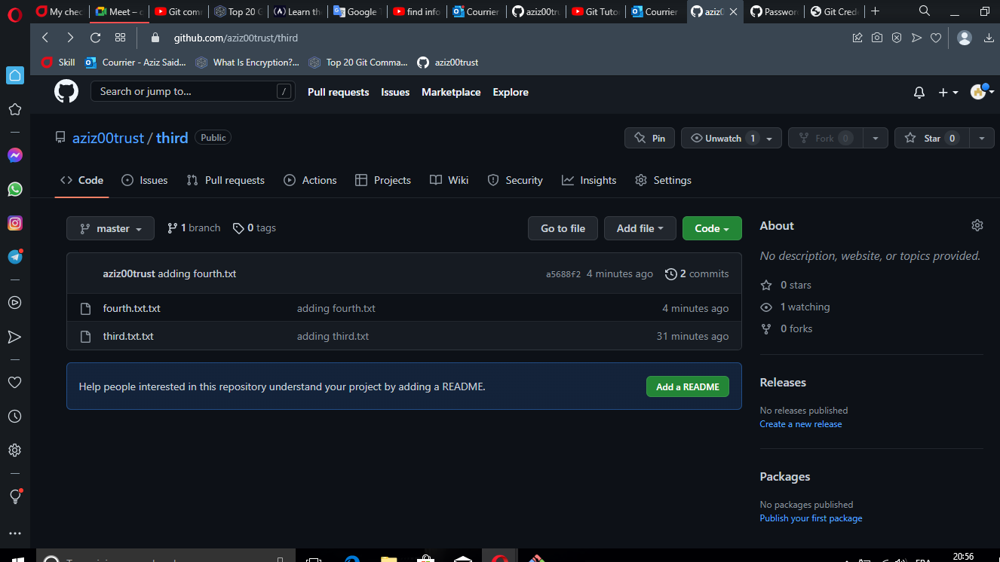 My chec Meet – Git com Top 20 G Learn the Google T find info Courrier aziz00tru Git Tutor Courrier aziz0 Passwor Git Cred
github.com/aziz00trust/third
Skill Courrier - Aziz Said... What Is Encryption?... Top 20 Git Comma... aziz00trust
Search or jump to... / Pull requests Issues Marketplace Explore
aziz00trust / third Public Pin Unwatch 1 Fork 0 Star 0
Code Issues Pull requests Actions Projects Wiki Security Insights Settings
master 1 branch 0 tags Go to file Add file Code
aziz00trust adding fourth.txt a5688f2 4 minutes ago 2 commits
fourth.txt.txt adding fourth.txt 4 minutes ago
third.txt.txt adding third.txt 31 minutes ago
Help people interested in this repository understand your project by adding a README. Add a README
About
No description, website, or topics provided.
0 stars
1 watching
0 forks
Releases
No releases published
Create a new release
Packages
No packages published
Publish your first package
20:56